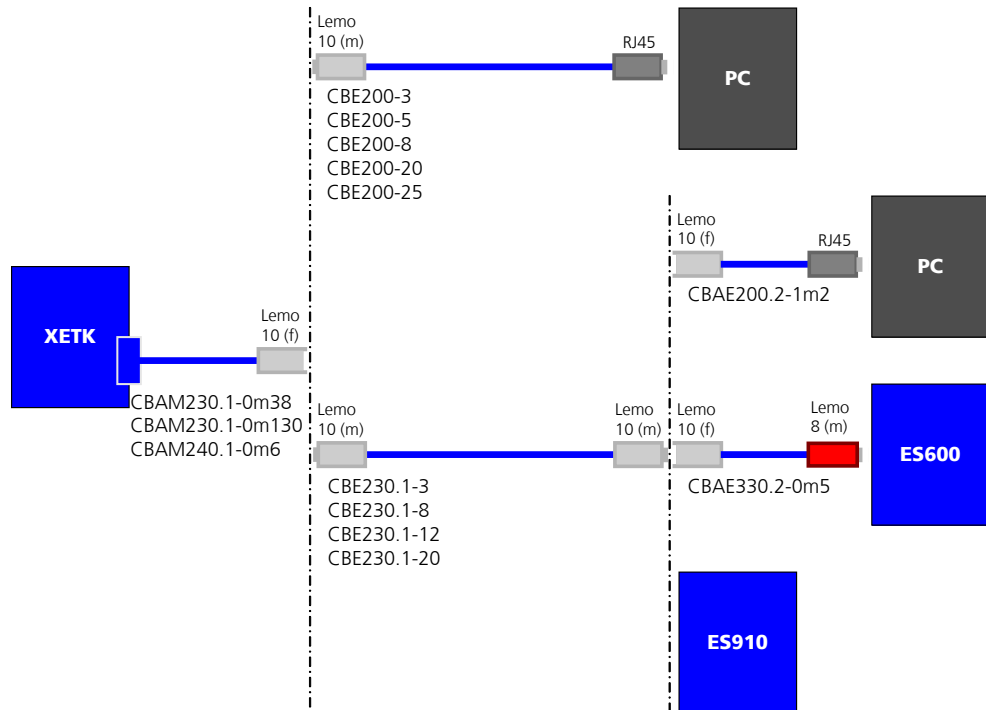 Lemo
10 (m)
RJ45
PC
CBE200-3
CBE200-5
CBE200-8
CBE200-20
CBE200-25
Lemo
10 (f)
RJ45
PC
CBAE200.2-1m2
XETK
Lemo
10 (f)
CBAM230.1-0m38
CBAM230.1-0m130
CBAM240.1-0m6
Lemo
10 (m)
Lemo
10 (m)
Lemo
10 (f)
Lemo
8 (m)
ES600
CBE230.1-3
CBE230.1-8
CBE230.1-12
CBE230.1-20
CBAE330.2-0m5
ES910